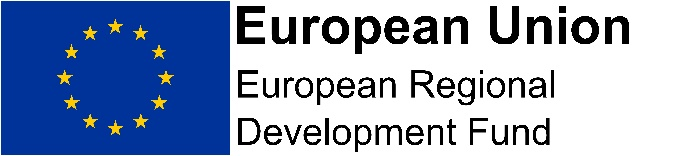 European Union
European Regional
Development Fund